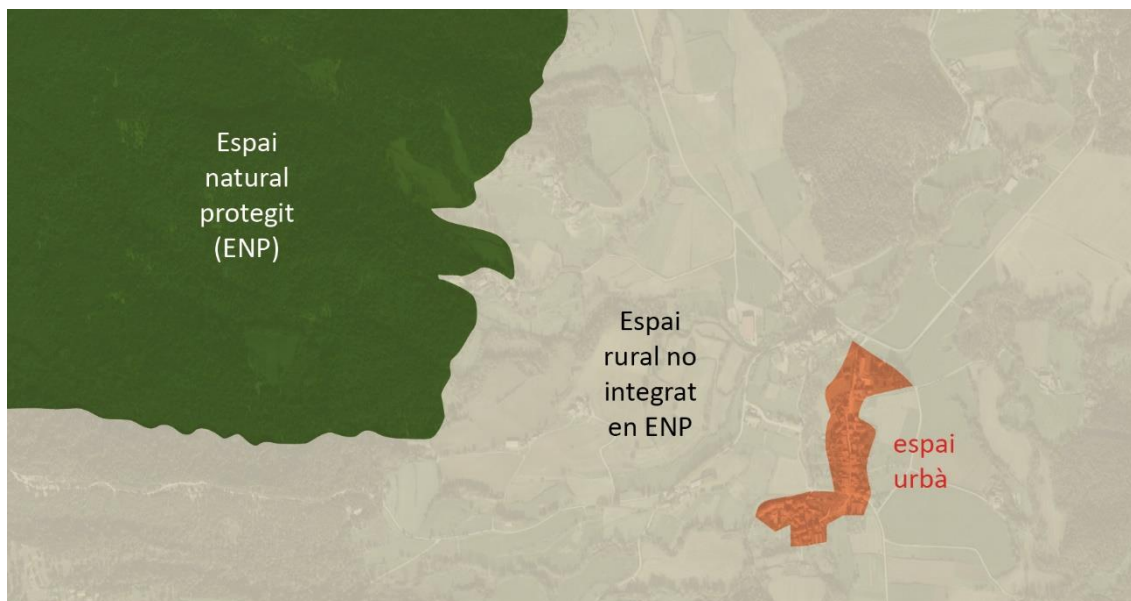 Espai
natural
protegit
(ENP)
Espai
rural no
integrat
en ENP
espai
urbà